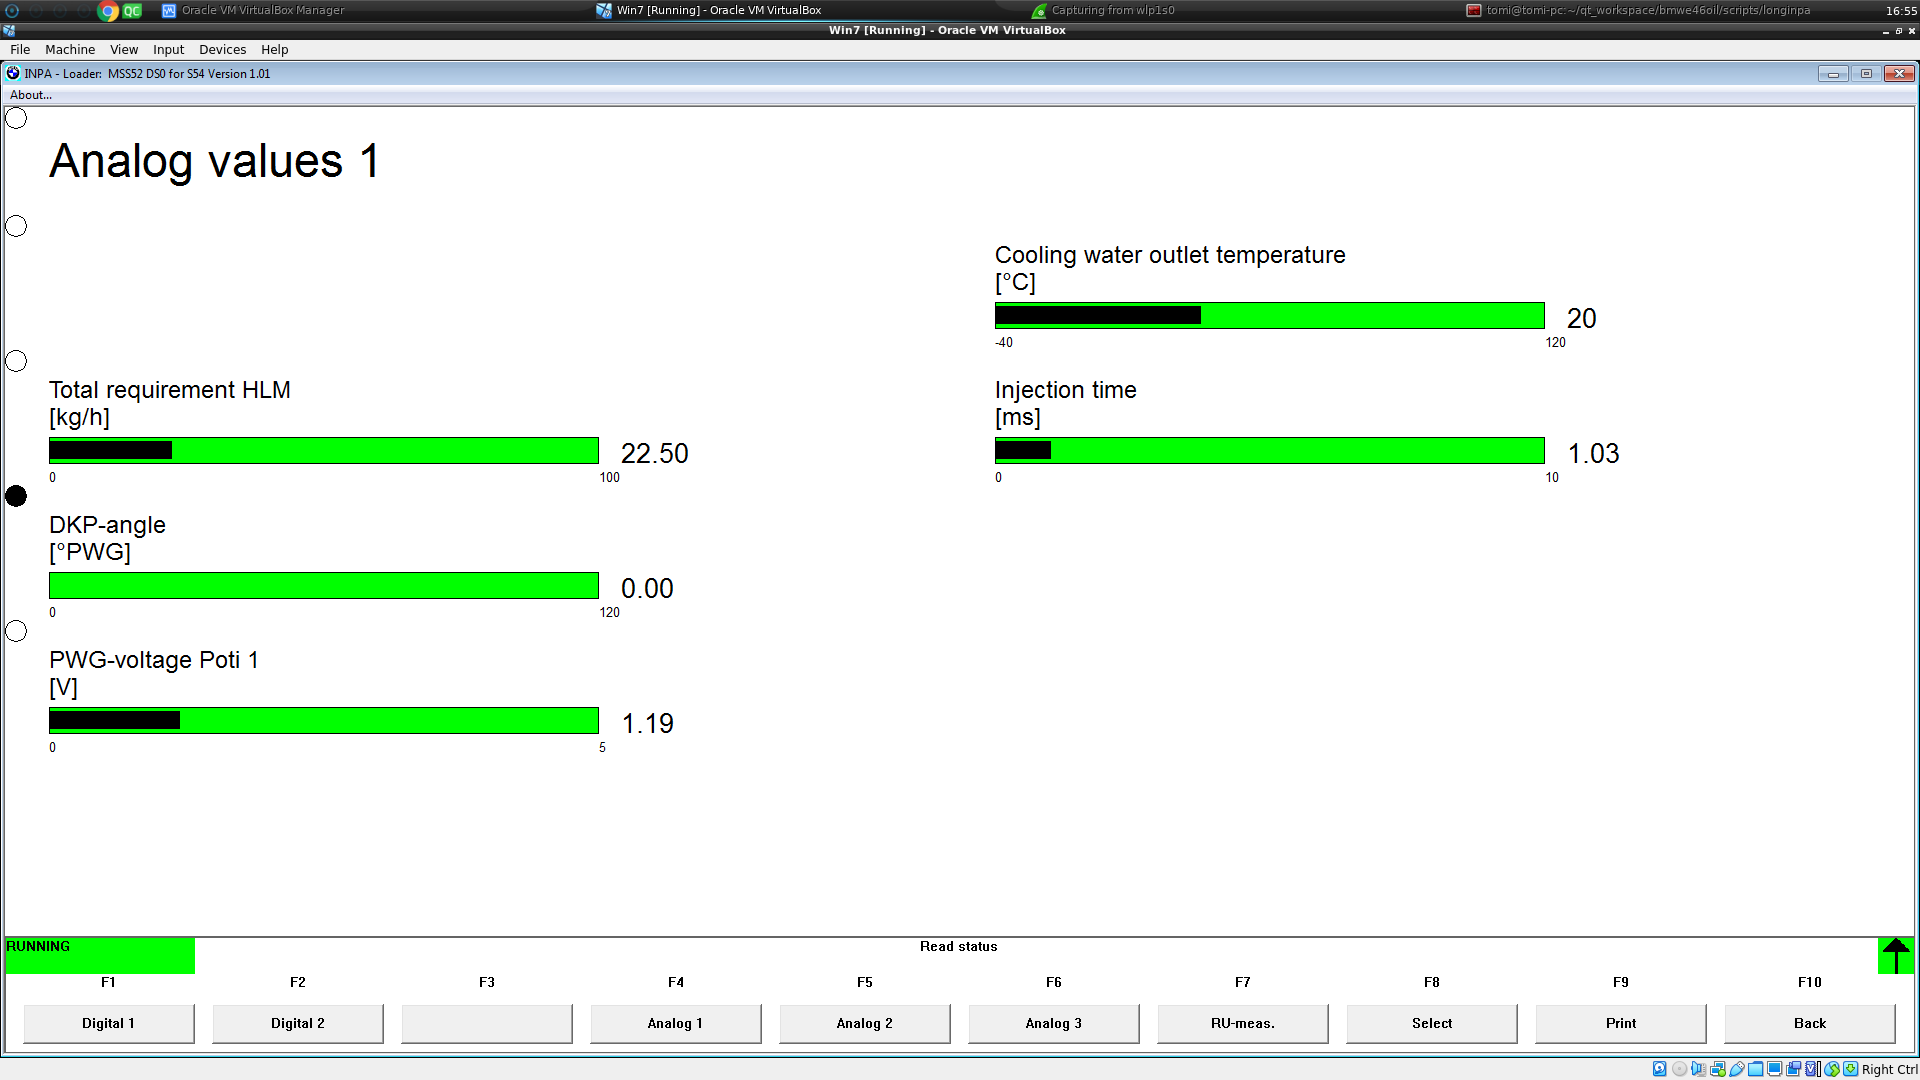 QC Oracle VM VirtualBox Manager Win7 [Running] - Oracle VM VirtualBox Capturing from wlp1s0 tomi@tomi-pc:~/qt_workspace/bmwe46oil/scripts/longinpa 16:55
Win7 [Running] - Oracle VM VirtualBox
File Machine View Input Devices Help
INPA - Loader: MSS52 DS0 for S54 Version 1.01
About...
Analog values 1
Cooling water outlet temperature
[°C]
20
-40 120
Total requirement HLM
[kg/h]
22.50
0 100
Injection time
[ms]
1.03
0 10
DKP-angle
[°PWG]
0.00
0 120
PWG-voltage Poti 1
[V]
1.19
0 5
RUNNING Read status
F1 F2 F3 F4 F5 F6 F7 F8 F9 F10
Digital 1 Digital 2 Analog 1 Analog 2 Analog 3 RU-meas. Select Print Back
Right Ctrl